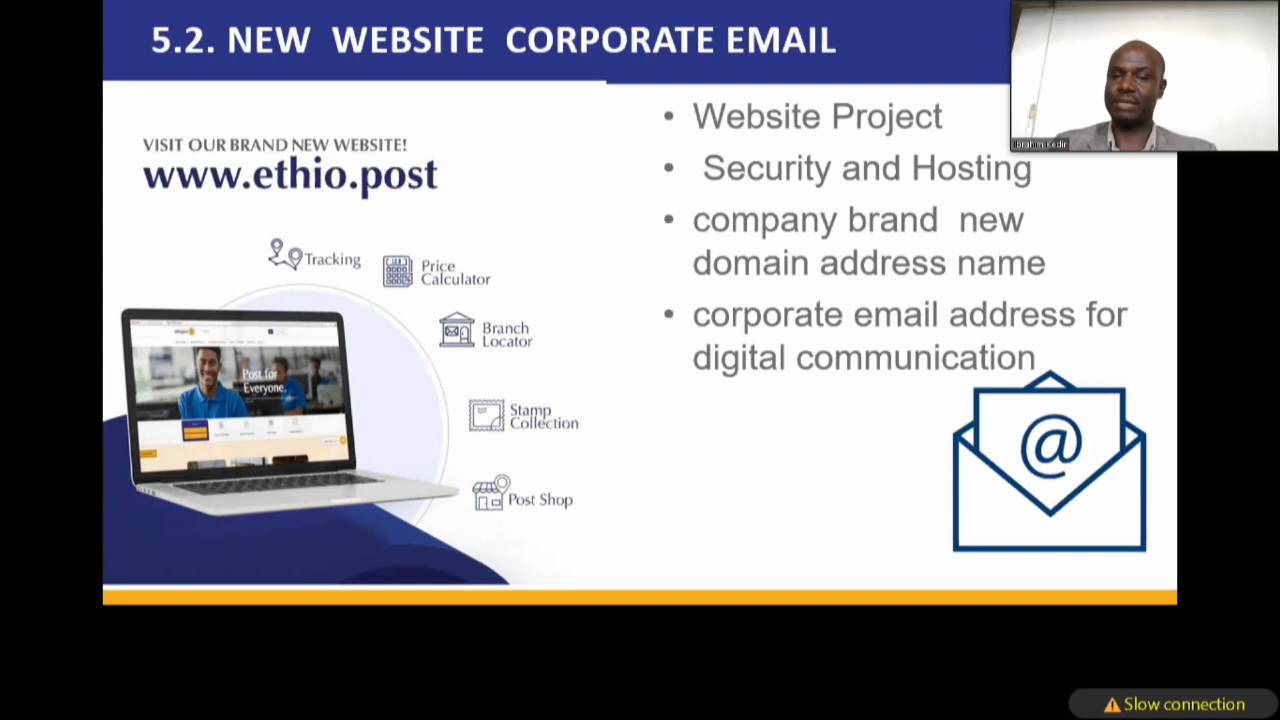 5.2. NEW WEBSITE CORPORATE EMAIL
VISIT OUR BRAND NEW WEBSITE!
www.ethio.post
Tracking
Price
Calculator
Branch
Locator
Stamp
Collection
Post Shop
Post for
Everyone.
• Website Project
• Security and Hosting
• company brand new
domain address name
• corporate email address for
digital communication
@
Ibrahim Kedir
Slow connection